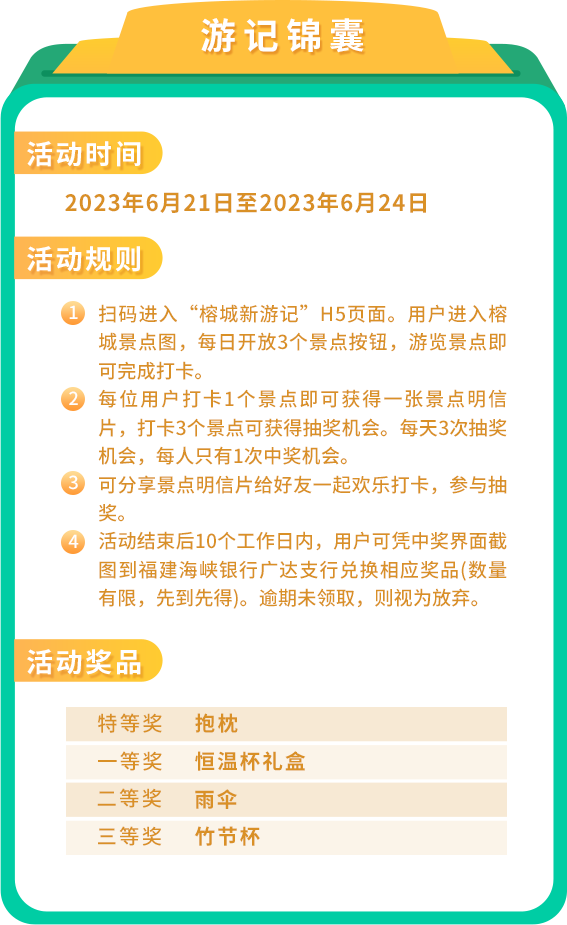 游记锦囊
活动时间
2023年6月21日至2023年6月24日
活动规则
1 扫码进入“榕城新游记”H5页面。用户进入榕
城景点图，每日开放3个景点按钮，游览景点即
可完成打卡。
2 每位用户打卡1个景点即可获得一张景点明信
片，打卡3个景点可获得抽奖机会。每天3次抽奖
机会，每人只有1次中奖机会。
3 可分享景点明信片给好友一起欢乐打卡，参与抽
奖。
4 活动结束后10个工作日内，用户可凭中奖界面截
图到福建海峡银行广达支行兑换相应奖品(数量
有限，先到先得)。逾期未领取，则视为放弃。
活动奖品
特等奖 抱枕
一等奖 恒温杯礼盒
二等奖 雨伞
三等奖 竹节杯